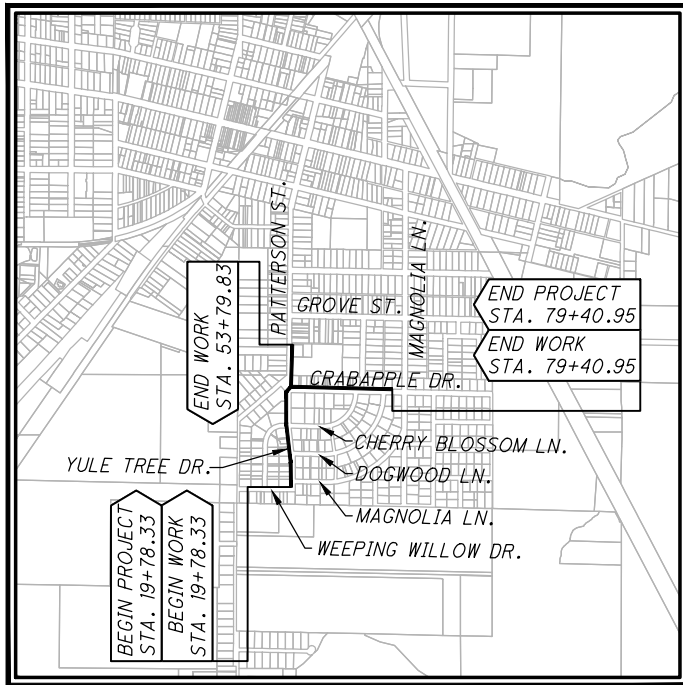 PATTERSON ST.
MAGNOLIA LN.
END WORK
STA. 53+79.83
GROVE ST.
END PROJECT
STA. 79+40.95
END WORK
STA. 79+40.95
CRABAPPLE DR.
CHERRY BLOSSOM LN.
YULE TREE DR.
DOGWOOD LN.
MAGNOLIA LN.
WEEPING WILLOW DR.
BEGIN PROJECT
STA. 19+78.33
BEGIN WORK
STA. 19+78.33